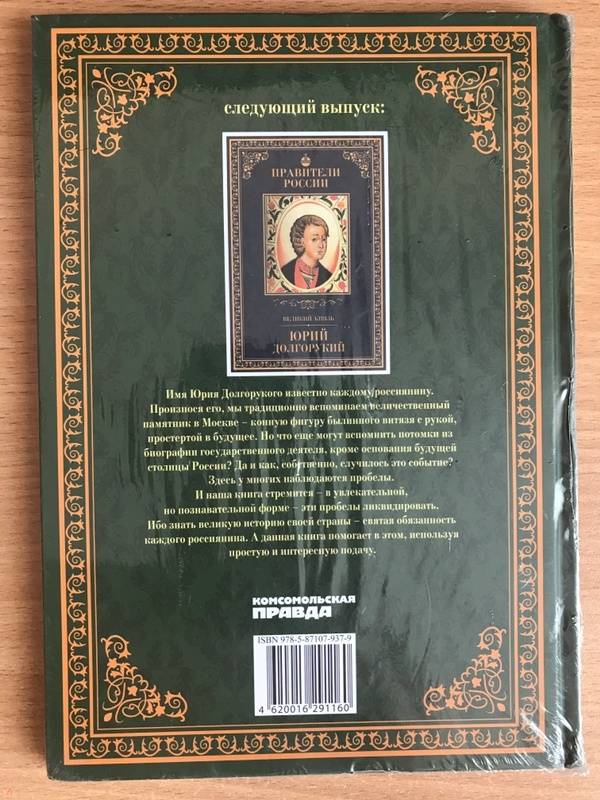 следующий выпуск:
ПРАВИТЕЛИ
РОССИИ
ВЕЛИКИЙ КНЯЗЬ
ЮРИЙ
ДОЛГОРУКИЙ
Имя Юрия Долгорукого известно каждому россиянину.
Произнося его, мы традиционно вспоминаем величественный
памятник в Москве – конную фигуру былинного витязя с рукой,
простертой в будущее. Но что еще могут вспомнить потомки из
биографии государственного деятеля, кроме основания будущей
столицы России? Да и как, собственно, случилось это событие?
Здесь у многих наблюдаются пробелы.
И наша книга стремится – в увлекательной,
но познавательной форме – эти пробелы ликвидировать.
Ибо знать великую историю своей страны – святая обязанность
каждого россиянина. А данная книга помогает в этом, используя
простую и интересную подачу.
КОМСОМОЛЬСКАЯ
ПРАВДА
ISBN 978-5-87107-937-9
4 620016 291160